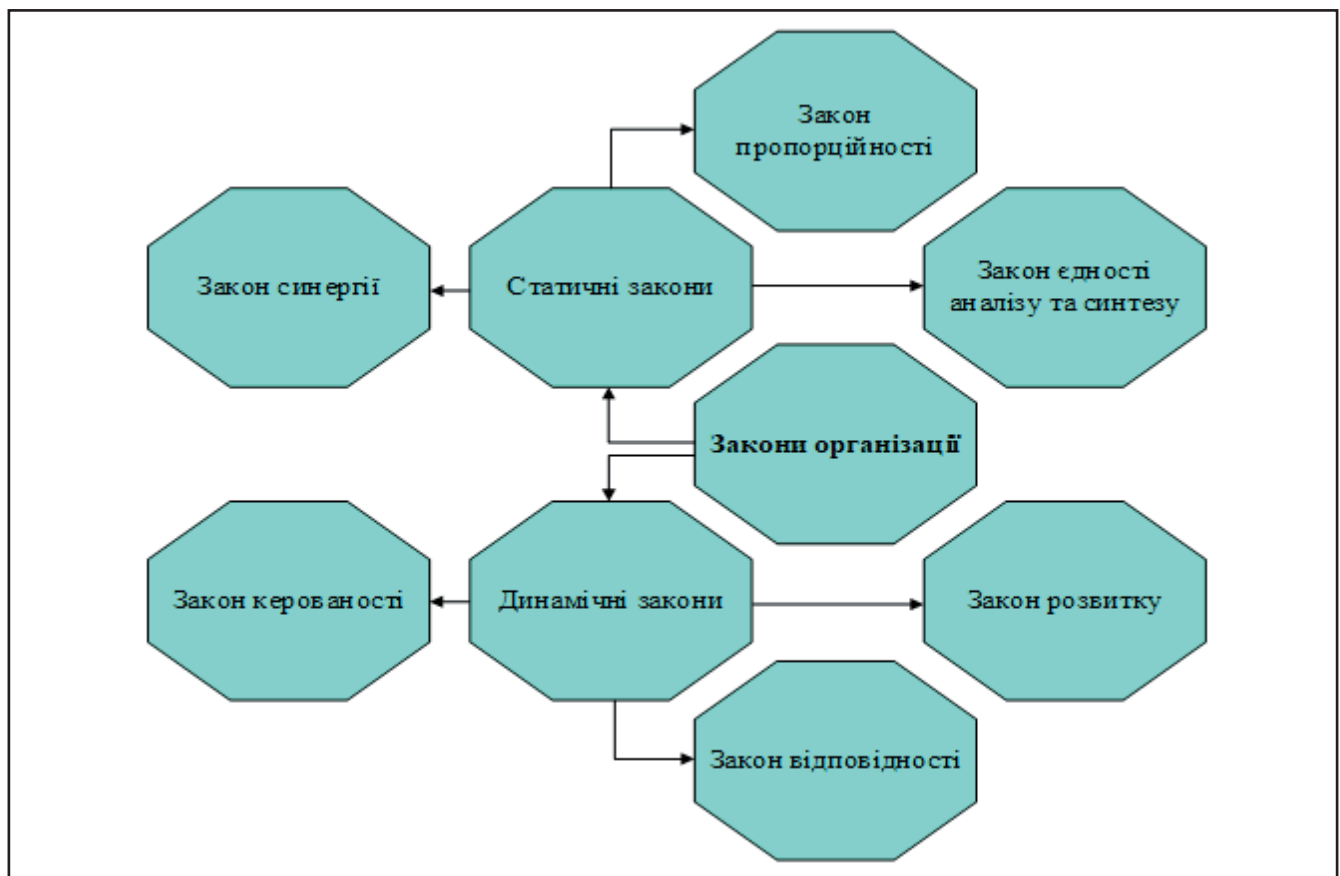 Закон
пропорційності
Закон синергії
Статичні закони
Закон єдності
аналізу та синтезу
Закони організації
Закон керованості
Динамічні закони
Закон розвитку
Закон відповідності